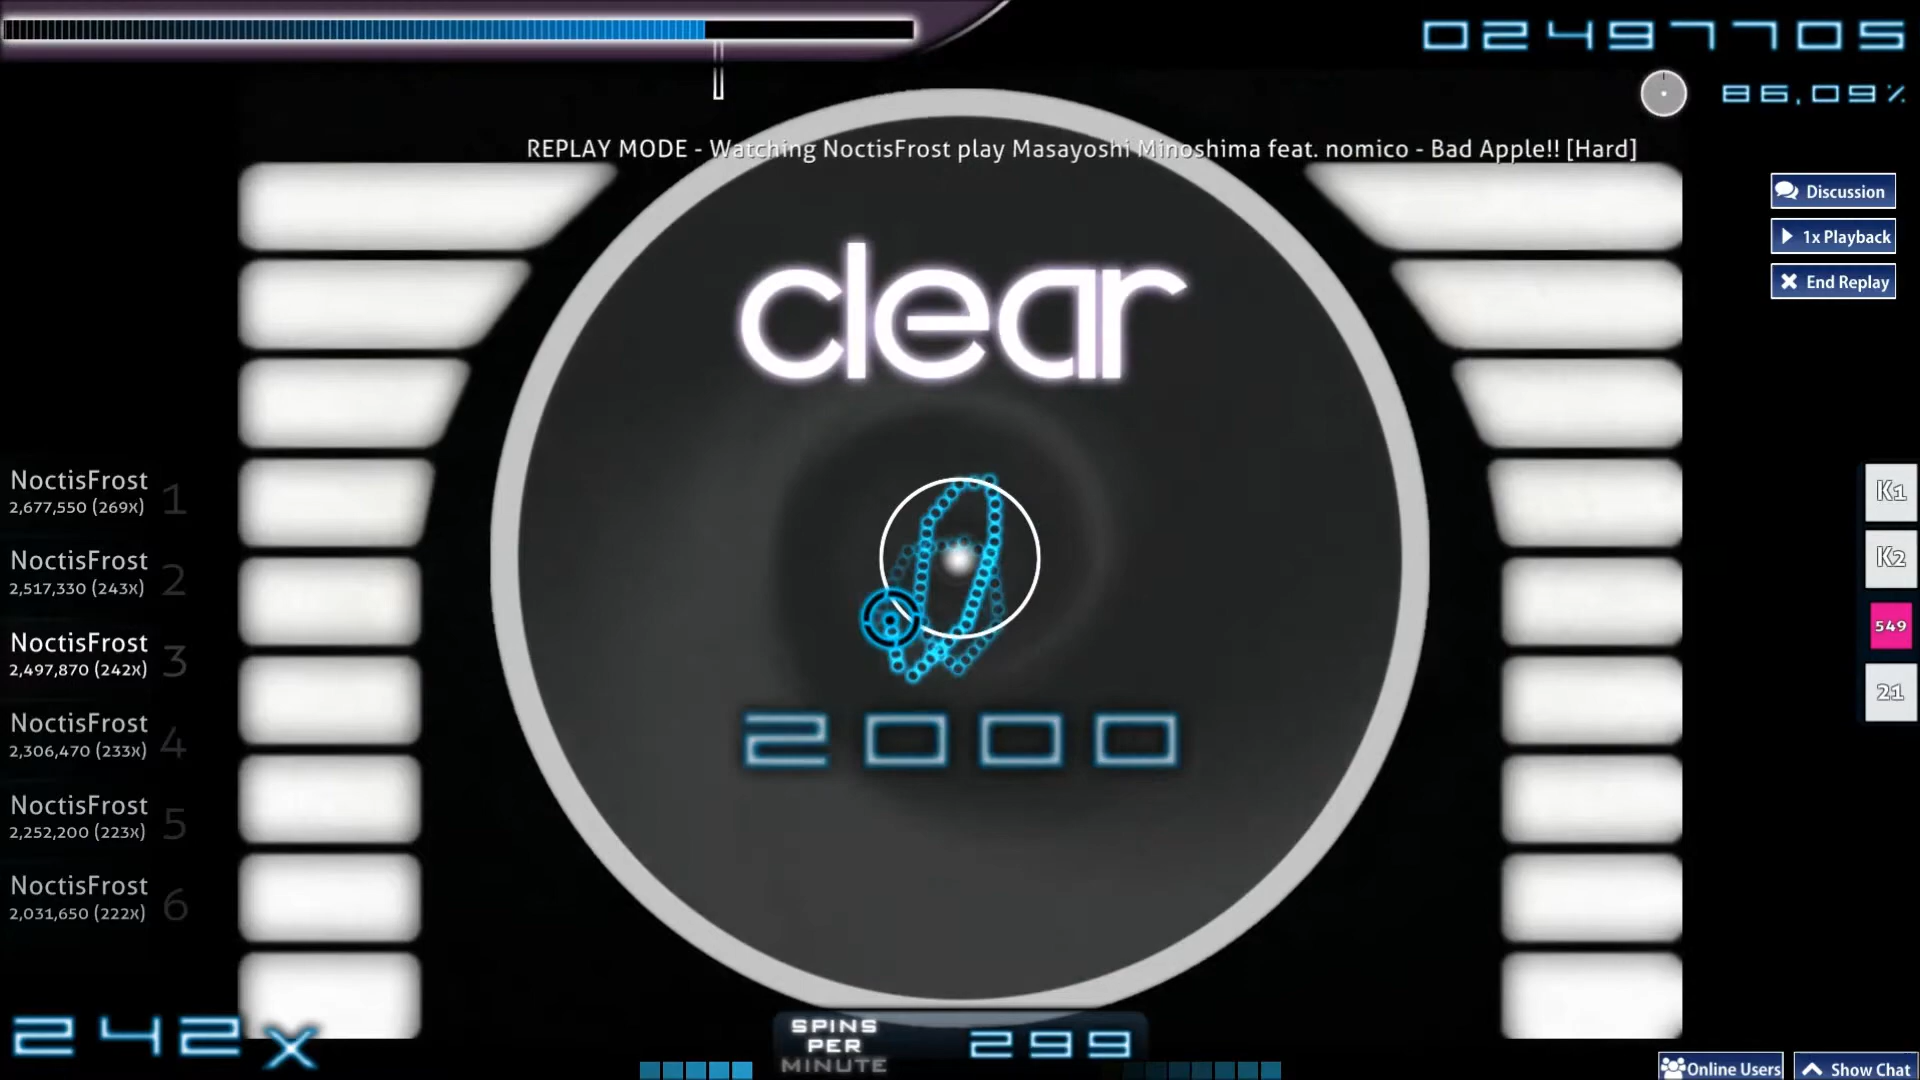 02497705
86,09%
REPLAY MODE - Watching NoctisFrost play Masayoshi Minoshima feat. nomico - Bad Apple!! [Hard]
Discussion
1x Playback
End Replay
clear
NoctisFrost
2,677,550 (269x) 1
NoctisFrost
2,517,330 (243x) 2
NoctisFrost
2,497,870 (242x) 3
NoctisFrost
2,306,470 (233x) 4
NoctisFrost
2,252,200 (223x) 5
NoctisFrost
2,031,650 (222x) 6
K1
K2
549
21
2000
242x
SPINS
PER
MINUTE
299
Online Users
Show Chat